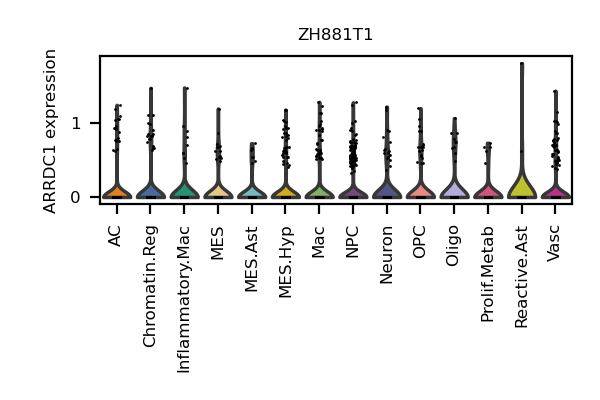 ZH881T1
ARRDC1 expression
1
0
AC
Chromatin.Reg
Inflammatory.Mac
MES
MES.Ast
MES.Hyp
Mac
NPC
Neuron
OPC
Oligo
Prolif.Metab
Reactive.Ast
Vasc